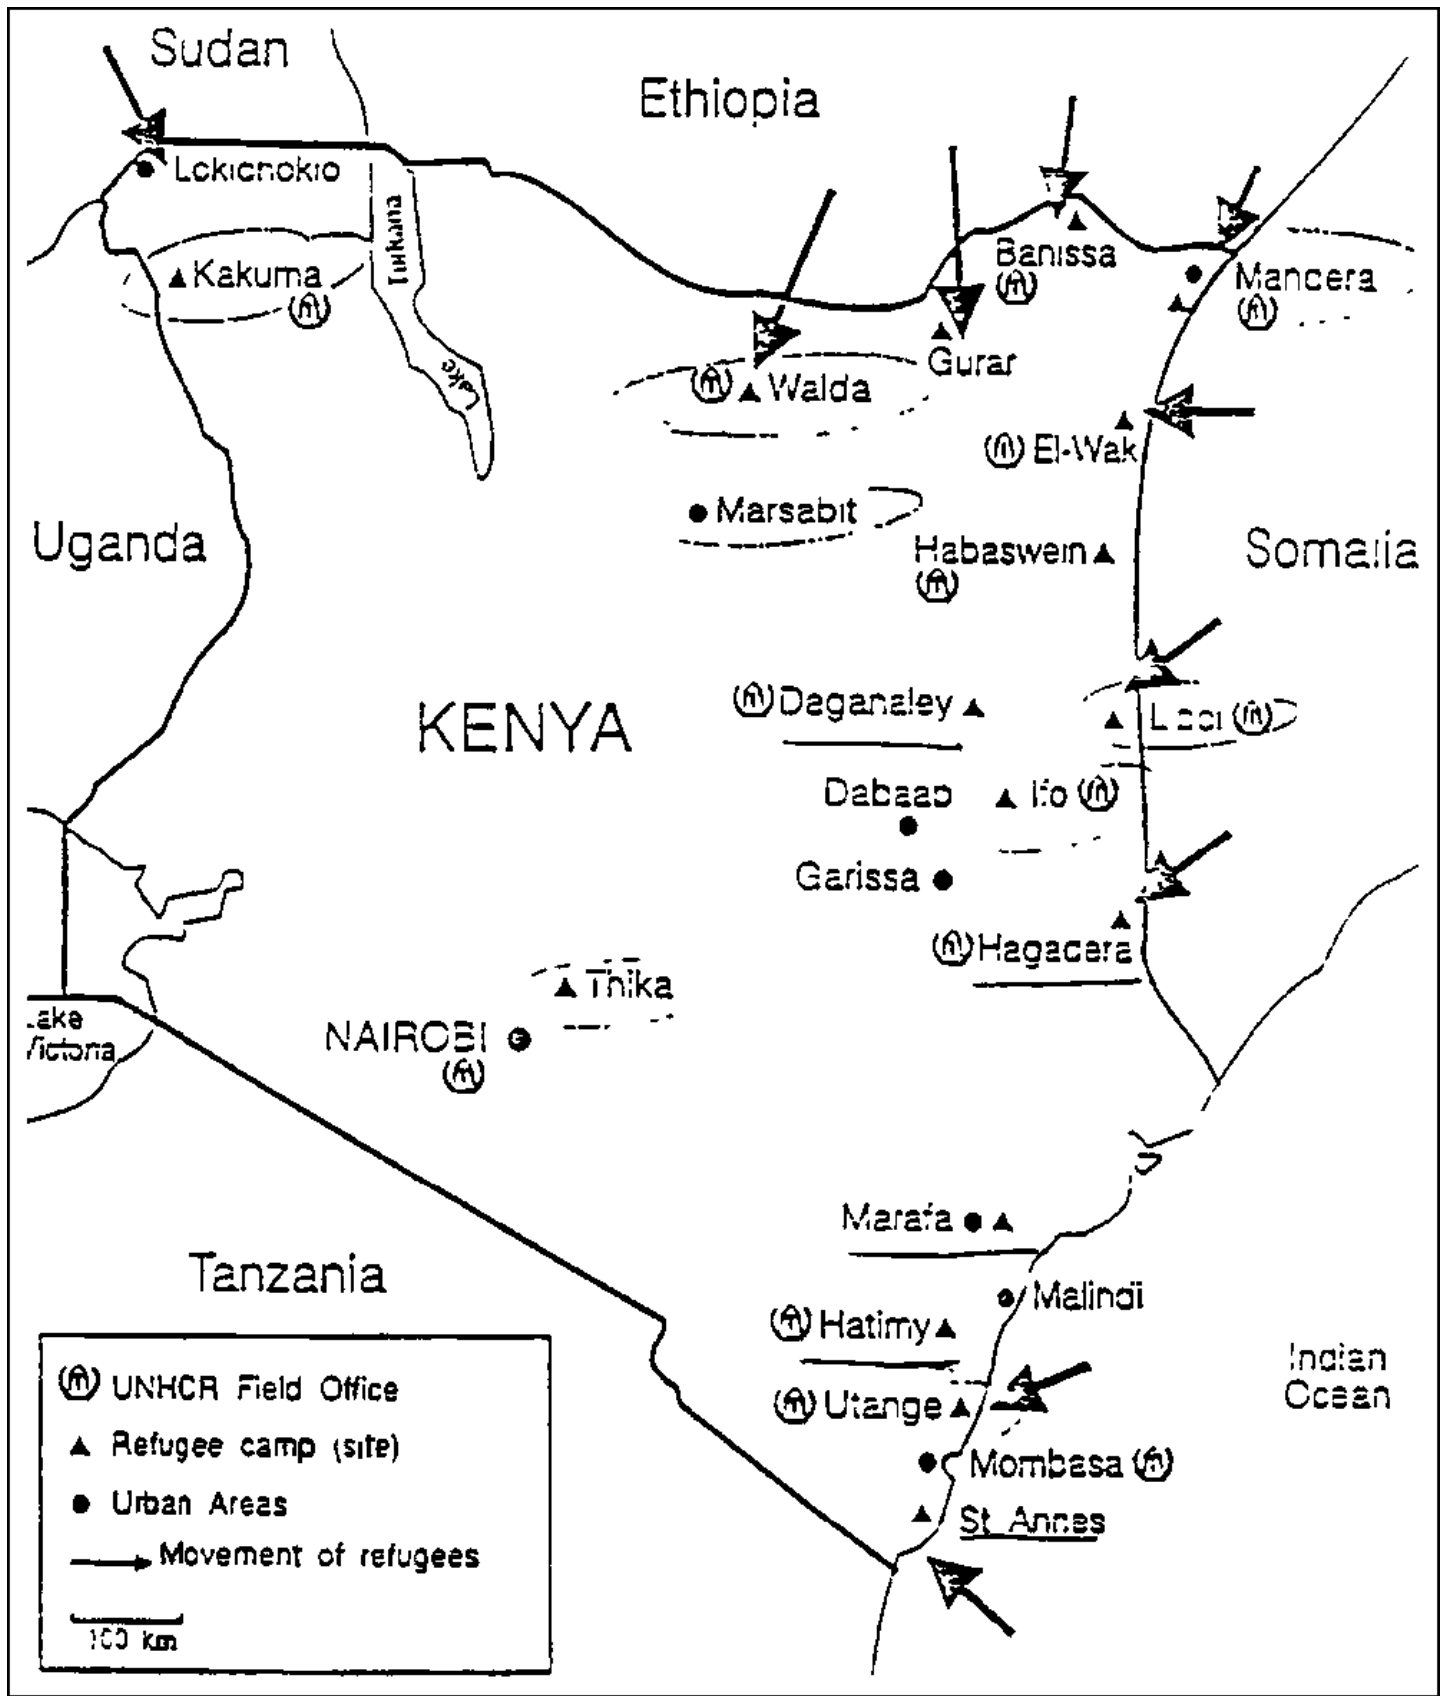 Sudan
Ethiopia
Lokichokio
Turkana
Lake
Banissa
Kakuma
Mandera
Gurar
Walda
El-Wak
Marsabit
Uganda
Habaswein
Somalia
KENYA
Daganaley
Liboi
Dabaab
Ifo
Garissa
Hagadera
Thika
Lake
Victoria
NAIROBI
Marafa
Tanzania
Malindi
Hatimy
Indian
Ocean
Utange
Mombasa
St. Annes
UNHCR Field Office
Refugee camp (site)
Urban Areas
Movement of refugees
100 km